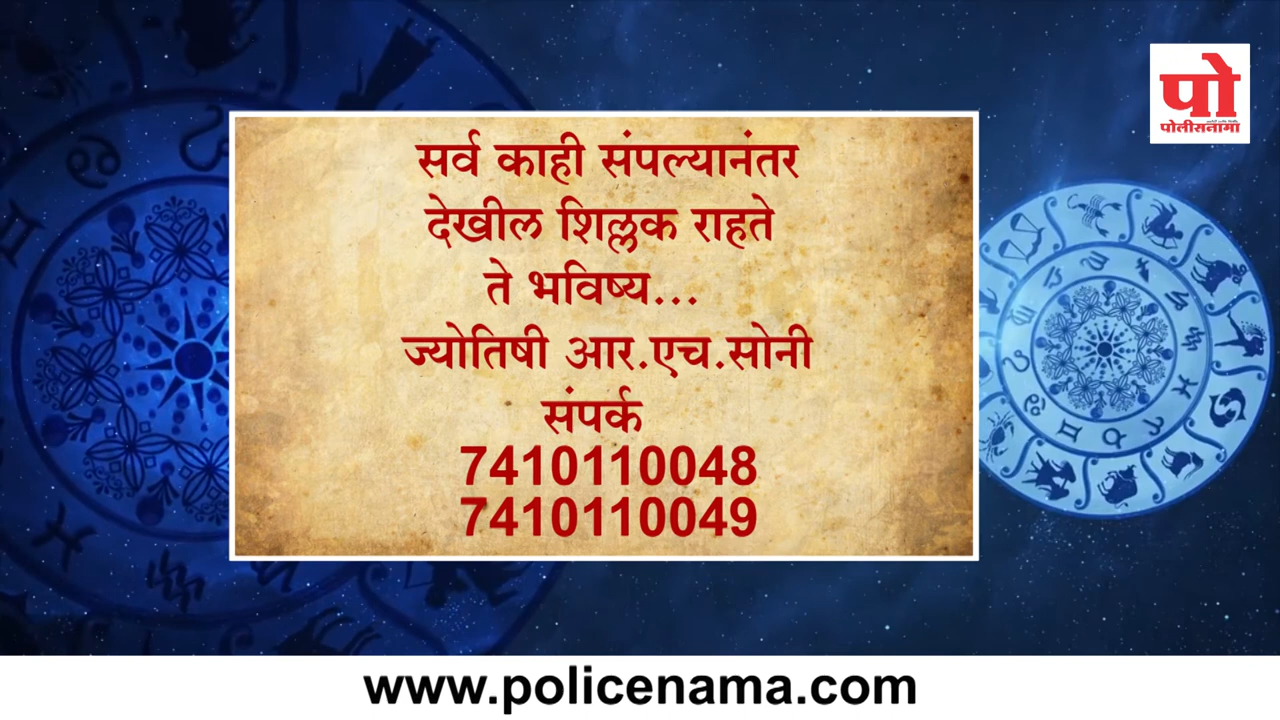 पो
पोलीसनामा
सर्व काही संपल्यानंतर
देखील शिल्लक राहते
ते भविष्य...
ज्योतिषी आर.एच.सोनी
संपर्क
7410110048
7410110049
www.policenama.com